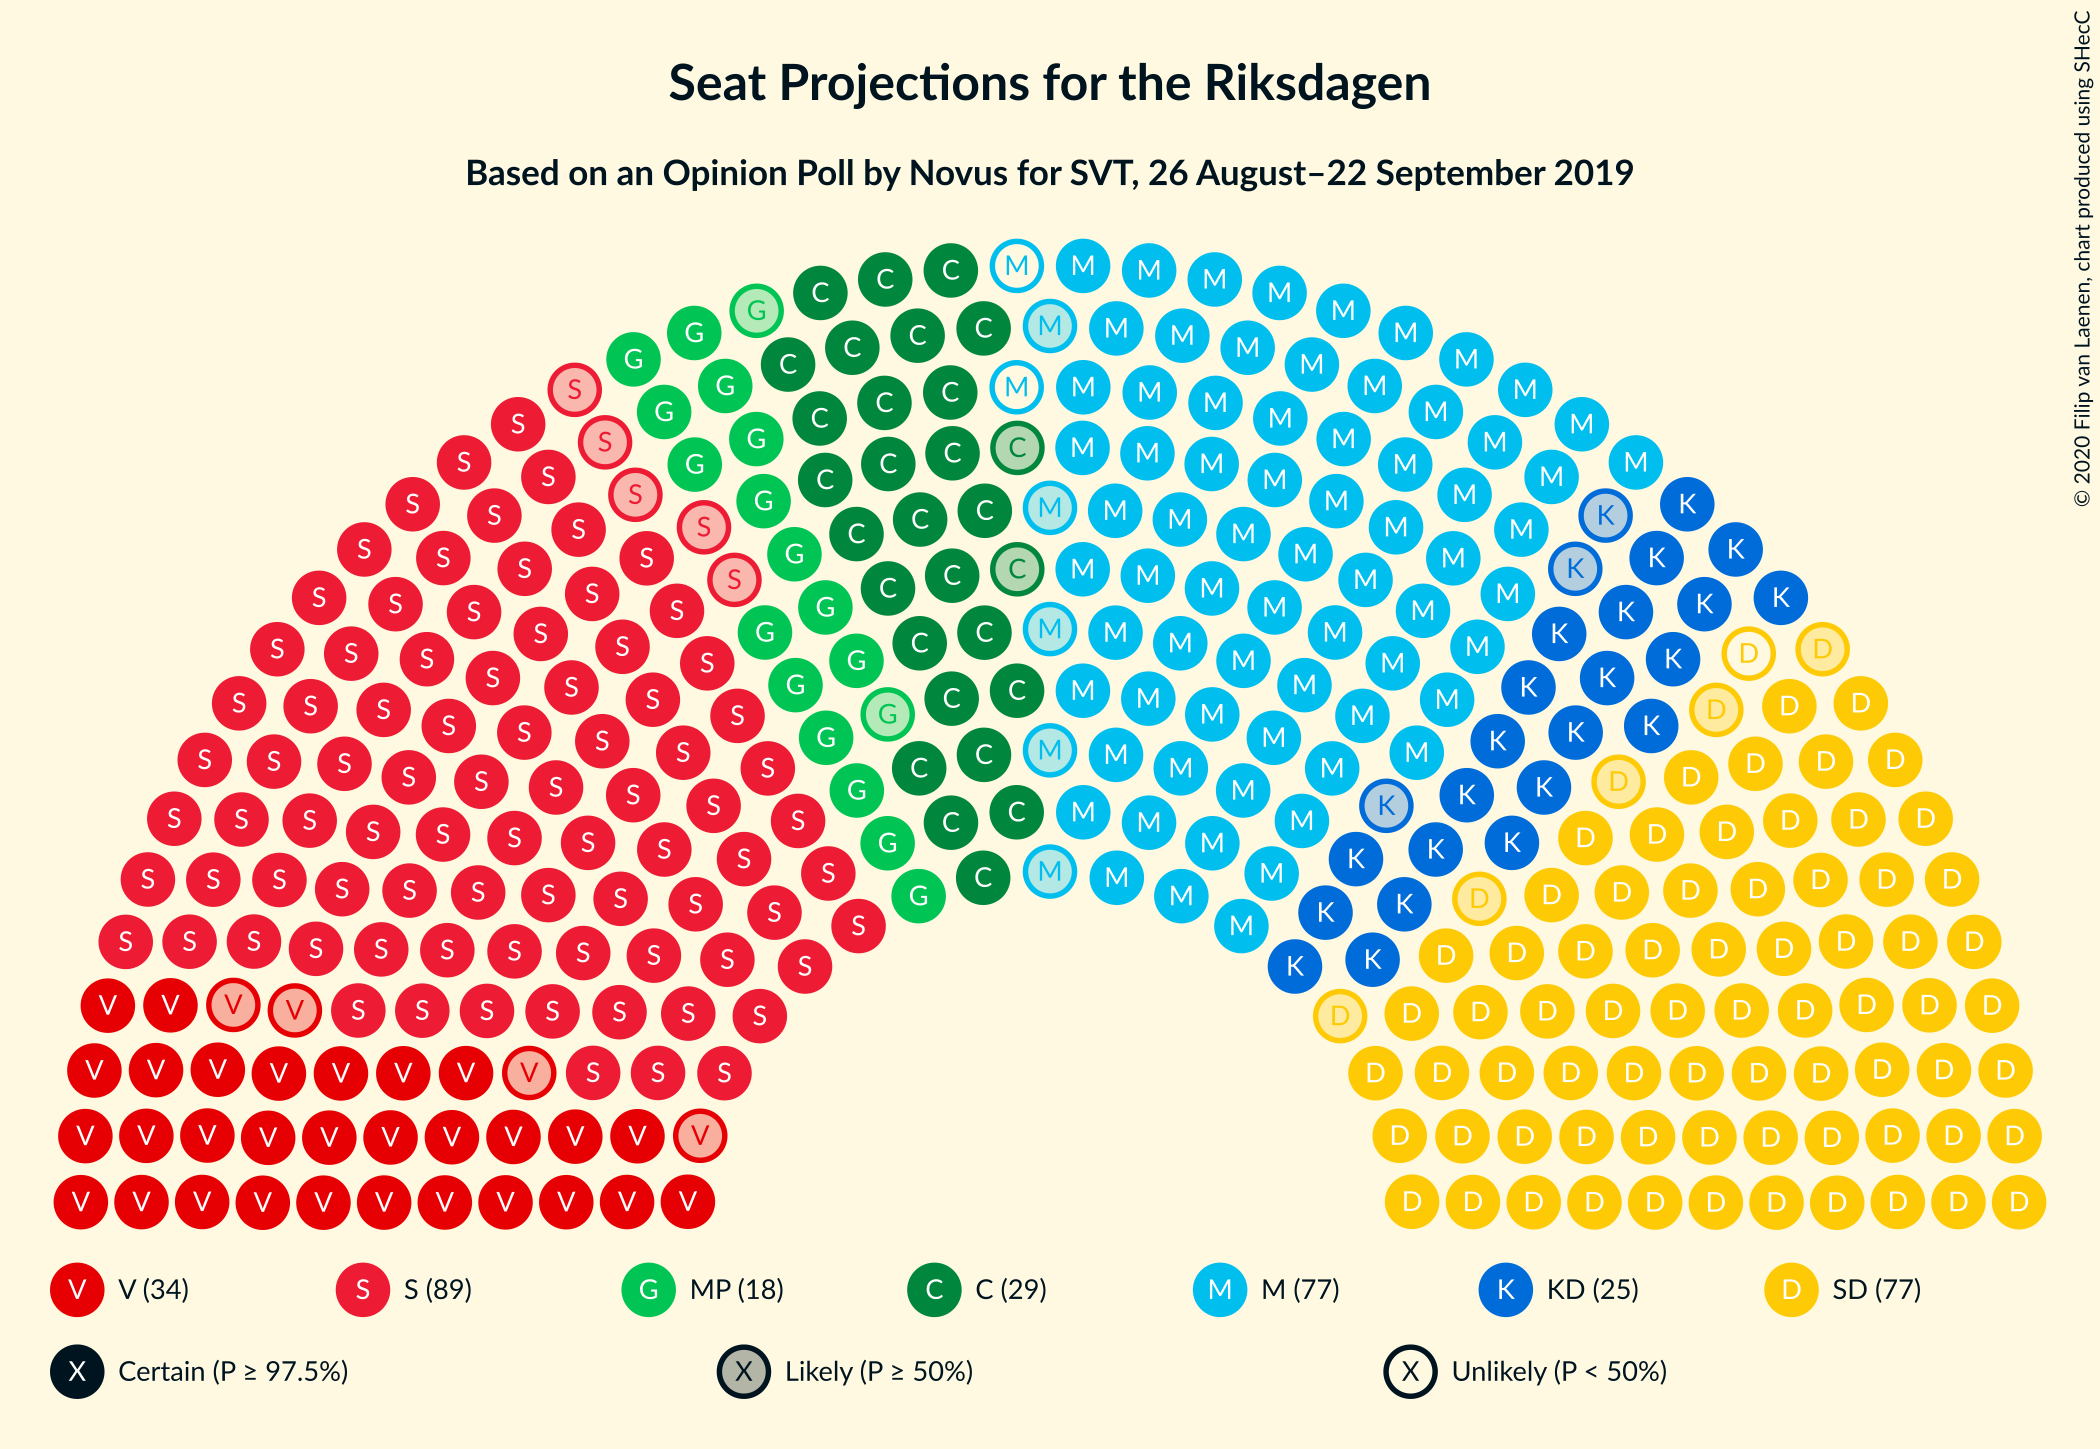 Seat Projections for the Riksdagen
Based on an Opinion Poll by Novus for SVT, 26 August–22 September 2019
© 2020 Filip van Laenen, chart produced using SHecC
V V (34) S S (89) G MP (18) C C (29) M M (77) K KD (25) D SD (77)
X Certain (P ≥ 97.5%) X Likely (P ≥ 50%) X Unlikely (P < 50%)